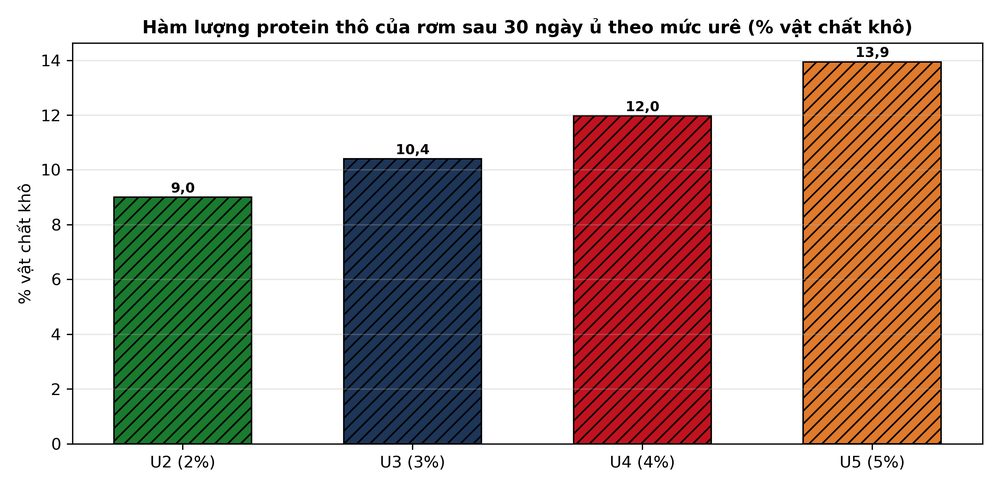 Hàm lượng protein thô của rơm sau 30 ngày ủ theo mức urê (% vật chất khô)
% vật chất khô
14
12
10
8
6
4
2
0
9,0
10,4
12,0
13,9
U2 (2%)
U3 (3%)
U4 (4%)
U5 (5%)